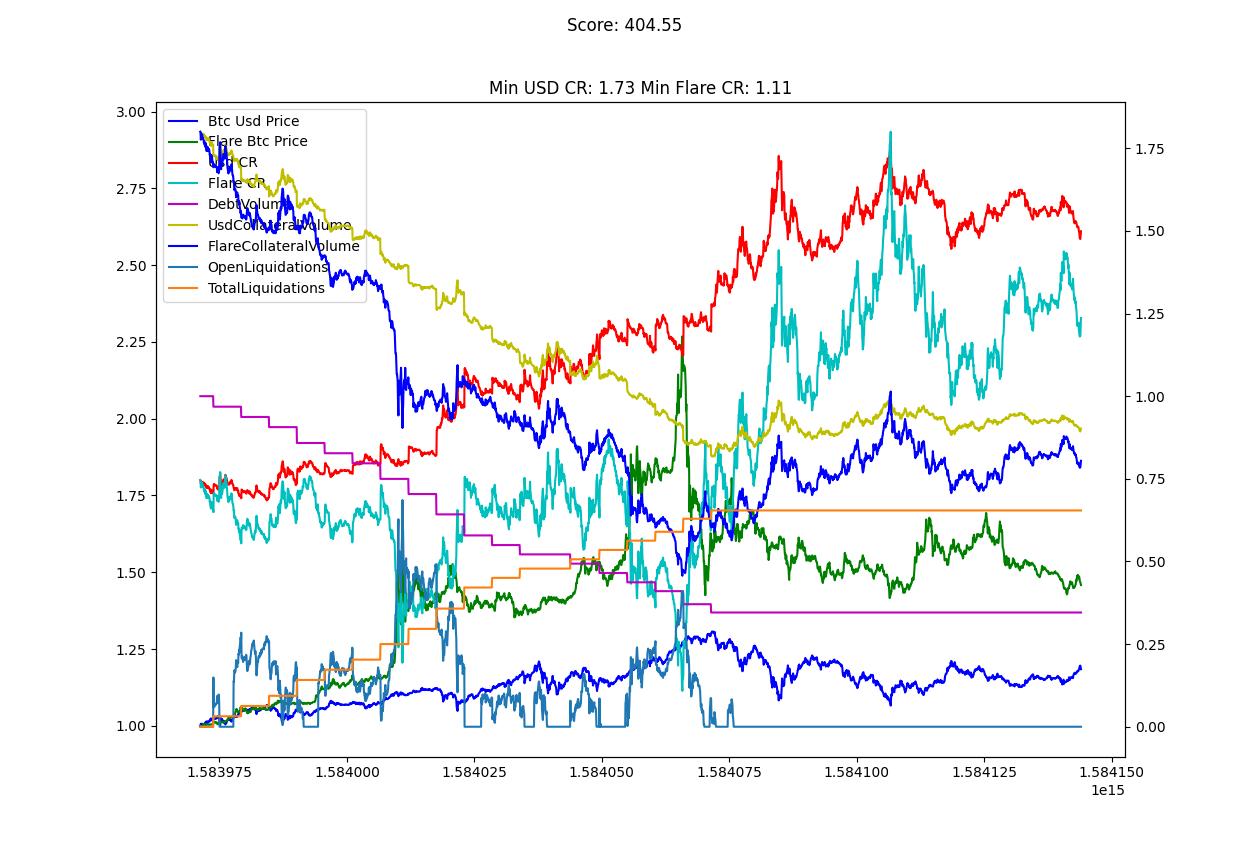 Score: 404.55
Min USD CR: 1.73 Min Flare CR: 1.11
Btc Usd Price
Flare Btc Price
Usd CR
Flare CR
DebtVolume
UsdCollateralVolume
FlareCollateralVolume
OpenLiquidations
TotalLiquidations
3.00
2.75
2.50
2.25
2.00
1.75
1.50
1.25
1.00
1.75
1.50
1.25
1.00
0.75
0.50
0.25
0.00
1.583975 1.584000 1.584025 1.584050 1.584075 1.584100 1.584125 1.584150
1e15